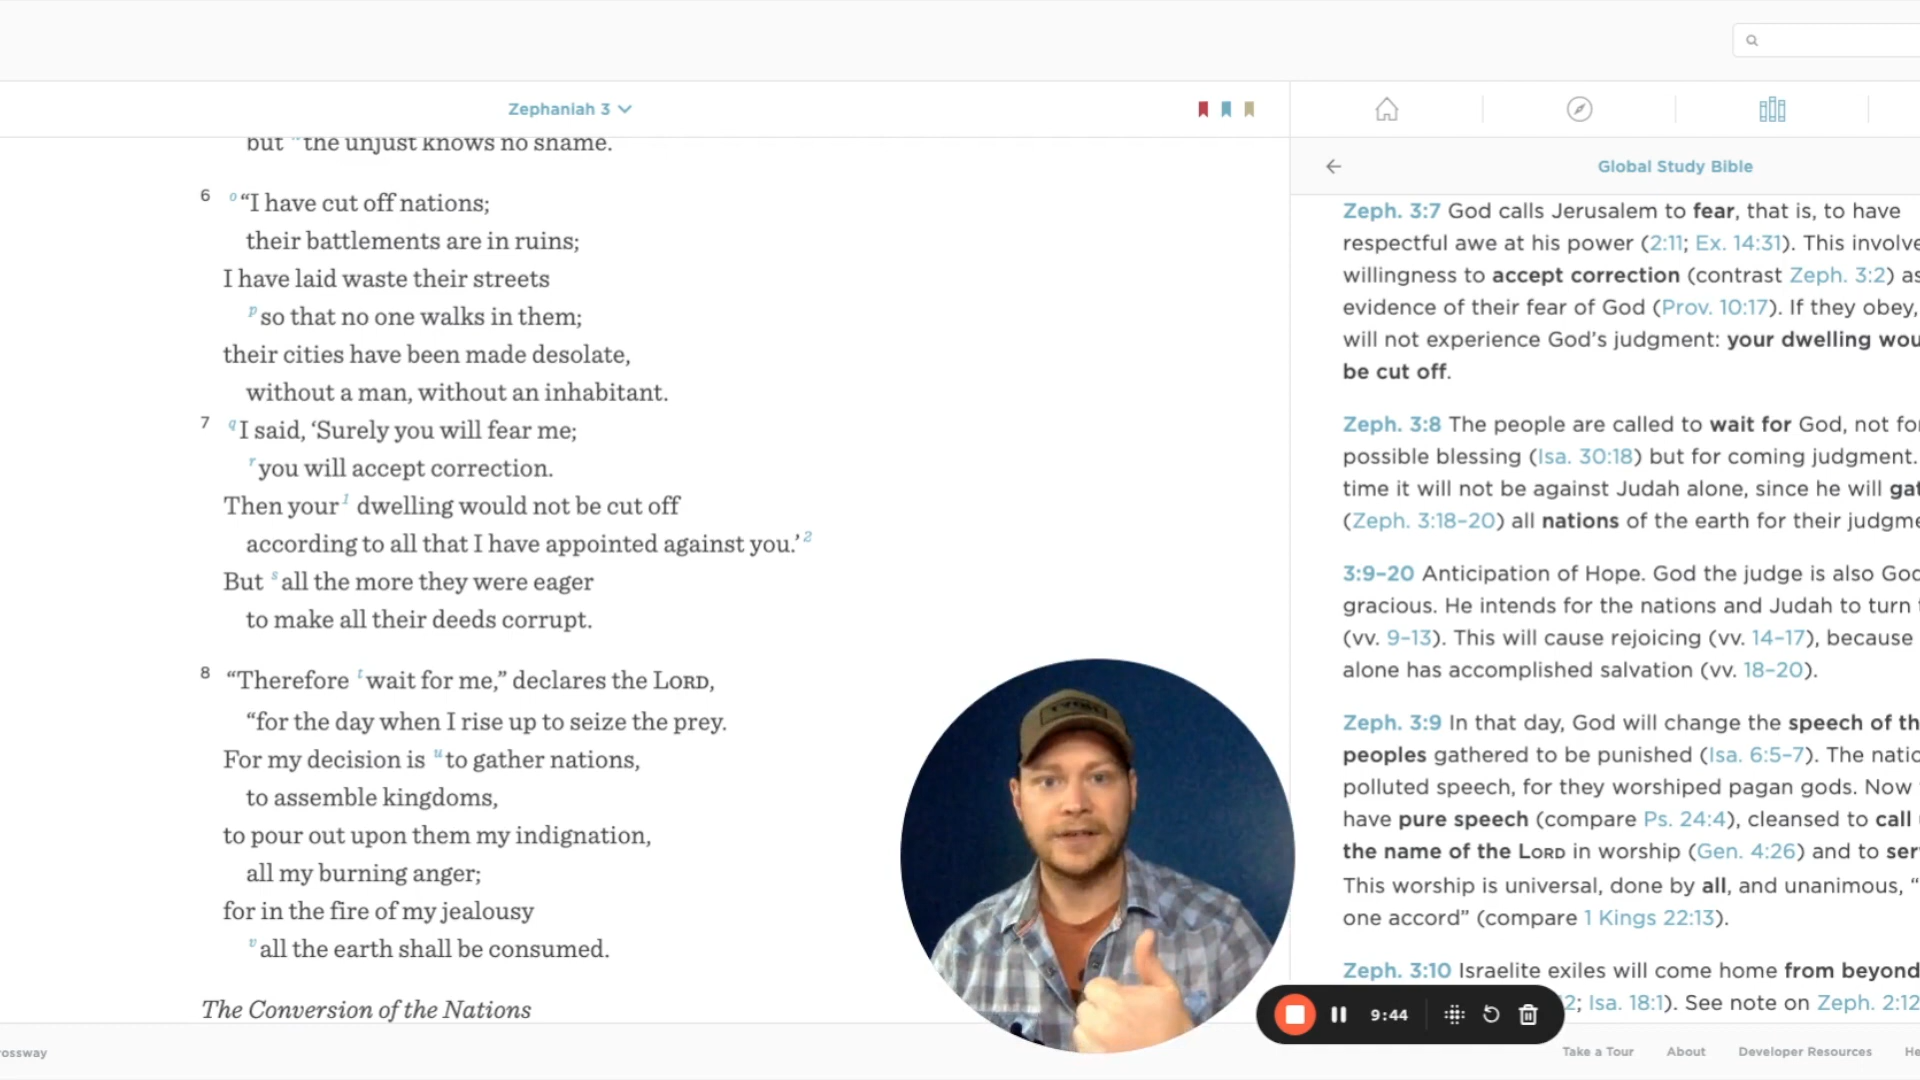 Zephaniah 3
but the unjust knows no shame.
6 o“I have cut off nations;
their battlements are in ruins;
I have laid waste their streets
p so that no one walks in them;
their cities have been made desolate,
without a man, without an inhabitant.
7 q I said, ‘Surely you will fear me;
r you will accept correction.
Then your1 dwelling would not be cut off
according to all that I have appointed against you.’2
But s all the more they were eager
to make all their deeds corrupt.
8 “Therefore t wait for me,” declares the LORD,
“for the day when I rise up to seize the prey.
For my decision is u to gather nations,
to assemble kingdoms,
to pour out upon them my indignation,
all my burning anger;
for in the fire of my jealousy
v all the earth shall be consumed.
The Conversion of the Nations
rossway
Global Study Bible
Zeph. 3:7 God calls Jerusalem to fear, that is, to have
respectful awe at his power (2:11; Ex. 14:31). This involve
willingness to accept correction (contrast Zeph. 3:2) as
evidence of their fear of God (Prov. 10:17). If they obey,
will not experience God’s judgment: your dwelling wou
be cut off.
Zeph. 3:8 The people are called to wait for God, not for
possible blessing (Isa. 30:18) but for coming judgment.
time it will not be against Judah alone, since he will gat
(Zeph. 3:18–20) all nations of the earth for their judgme
3:9–20 Anticipation of Hope. God the judge is also God
gracious. He intends for the nations and Judah to turn t
(vv. 9–13). This will cause rejoicing (vv. 14–17), because
alone has accomplished salvation (vv. 18–20).
Zeph. 3:9 In that day, God will change the speech of th
peoples gathered to be punished (Isa. 6:5–7). The natio
polluted speech, for they worshiped pagan gods. Now
have pure speech (compare Ps. 24:4), cleansed to call
the name of the LORD in worship (Gen. 4:26) and to ser
This worship is universal, done by all, and unanimous, “
one accord” (compare 1 Kings 22:13).
Zeph. 3:10 Israelite exiles will come home from beyond
2; Isa. 18:1). See note on Zeph. 2:12
9:44
Take a Tour About Developer Resources He